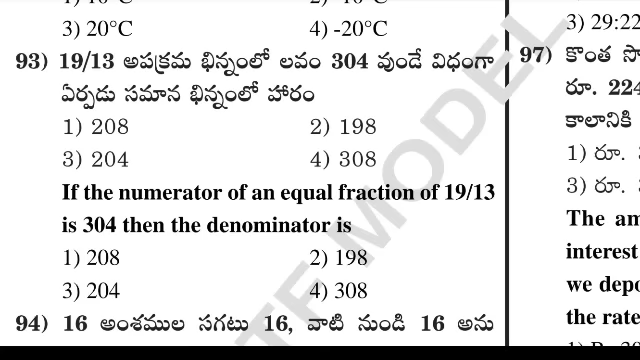 3) 20°C 4) -20°C
93) 19/13 అపక్రమ భిన్నంలో లవం 304 వుండే విధంగా
ఏర్పడు సమాన భిన్నంలో హారం
1) 208 2) 198
3) 204 4) 308
If the numerator of an equal fraction of 19/13
is 304 then the denominator is
1) 208 2) 198
3) 204 4) 308
94) 16 అంశముల సగటు 16, వాటి నుండి 16 అను
3) 29:22
97) కొంత
రూ. 224
కాలానికి
1) రూ.
3) రూ.
The
interest
we
the rate
TF MODEL